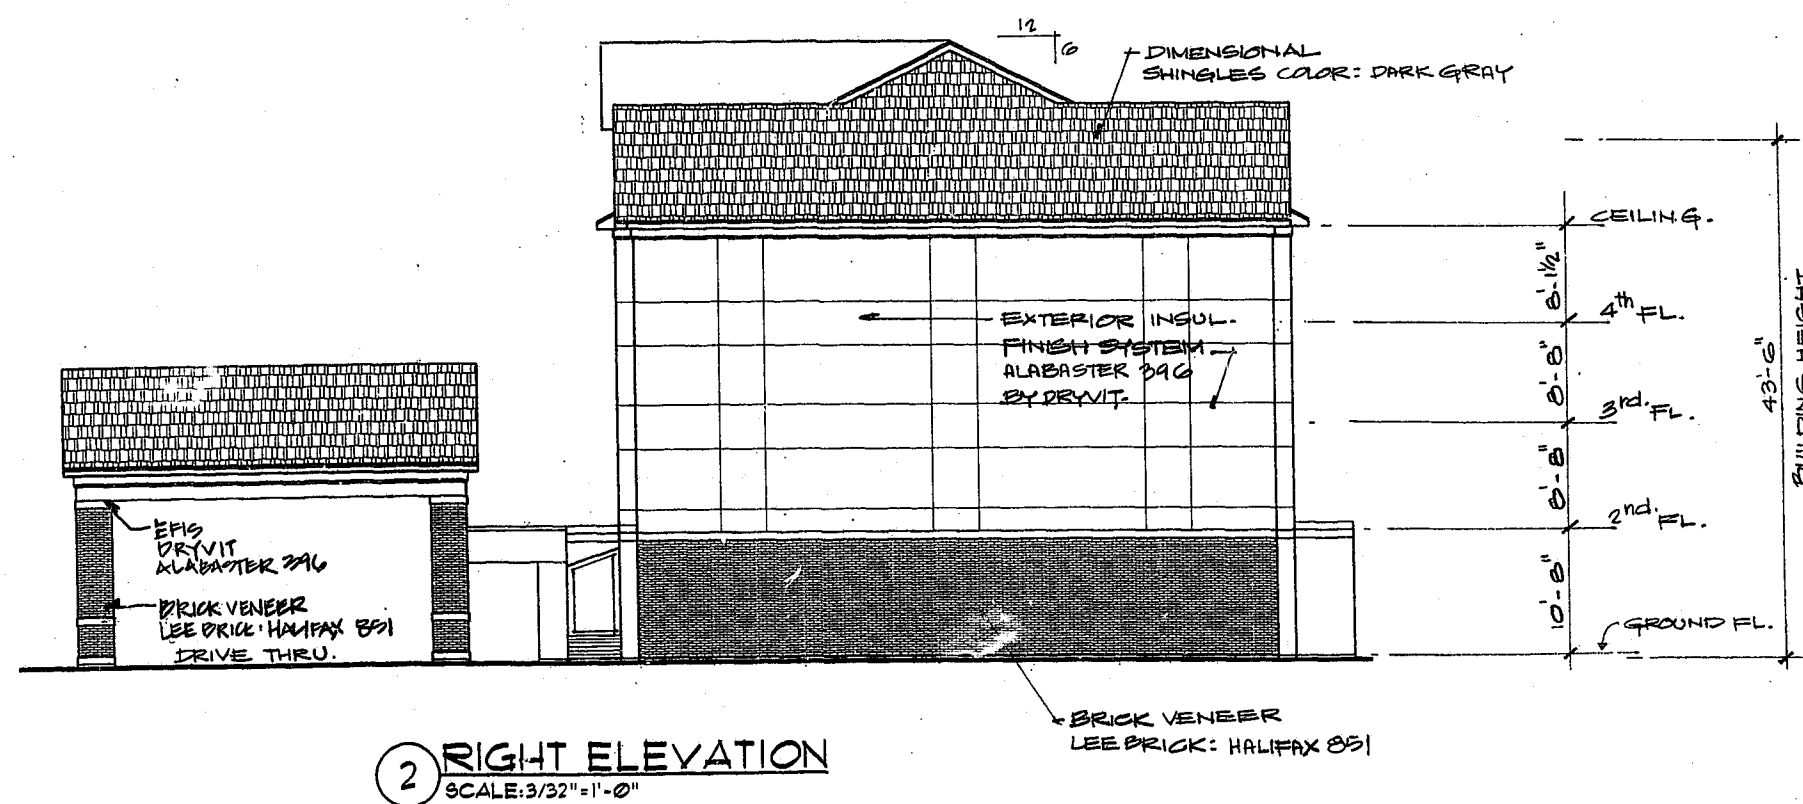 12
6
DIMENSIONAL
SHINGLES COLOR: DARK GRAY
CEILING.
8'-1 1/2"
4th FL.
EXTERIOR INSUL.
FINISH SYSTEM
ALABASTER 396
BY DRYVIT.
8'-8"
43'-6"
BUILDING HEIGHT
3rd. FL.
8'-8"
2nd. FL.
EFIS
DRYVIT
ALABASTER 396
BRICK VENEER
LEE BRICK: HALIFAX 851
DRIVE THRU.
10'-8"
GROUND FL.
BRICK VENEER
LEE BRICK: HALIFAX 851
2 RIGHT ELEVATION
SCALE: 3/32"=1'-0"